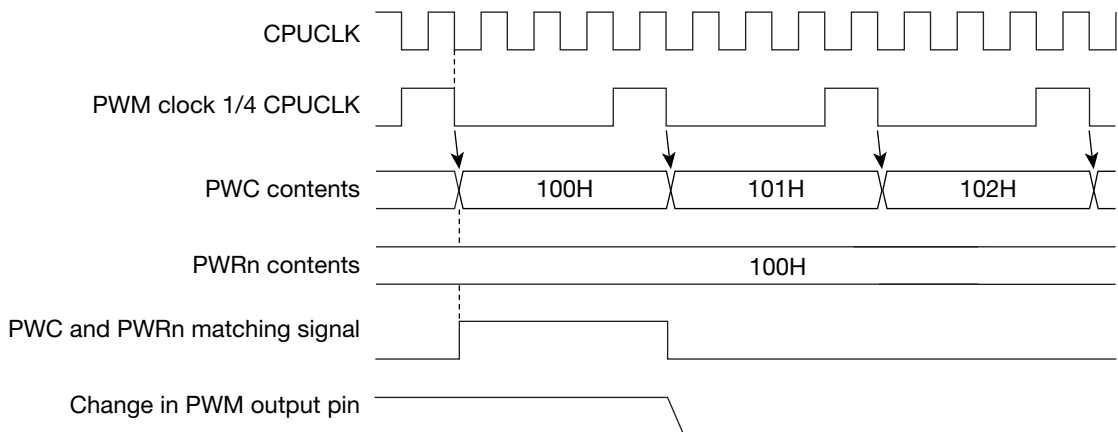 CPUCLK
PWM clock 1/4 CPUCLK
PWC contents
100H
101H
102H
PWRn contents
100H
PWC and PWRn matching signal
Change in PWM output pin